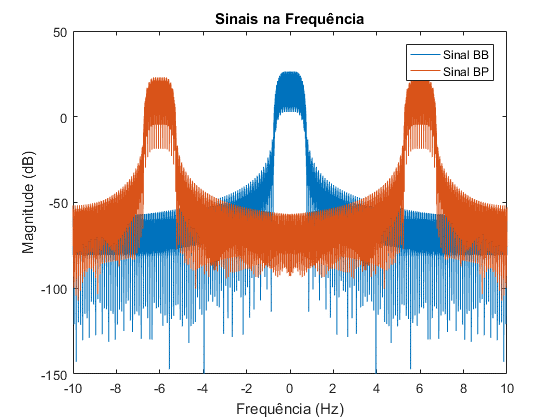 Sinais na Frequência
Sinal BB
Sinal BP
Magnitude (dB)
50
0
-50
-100
-150
-10 -8 -6 -4 -2 0 2 4 6 8 10
Frequência (Hz)